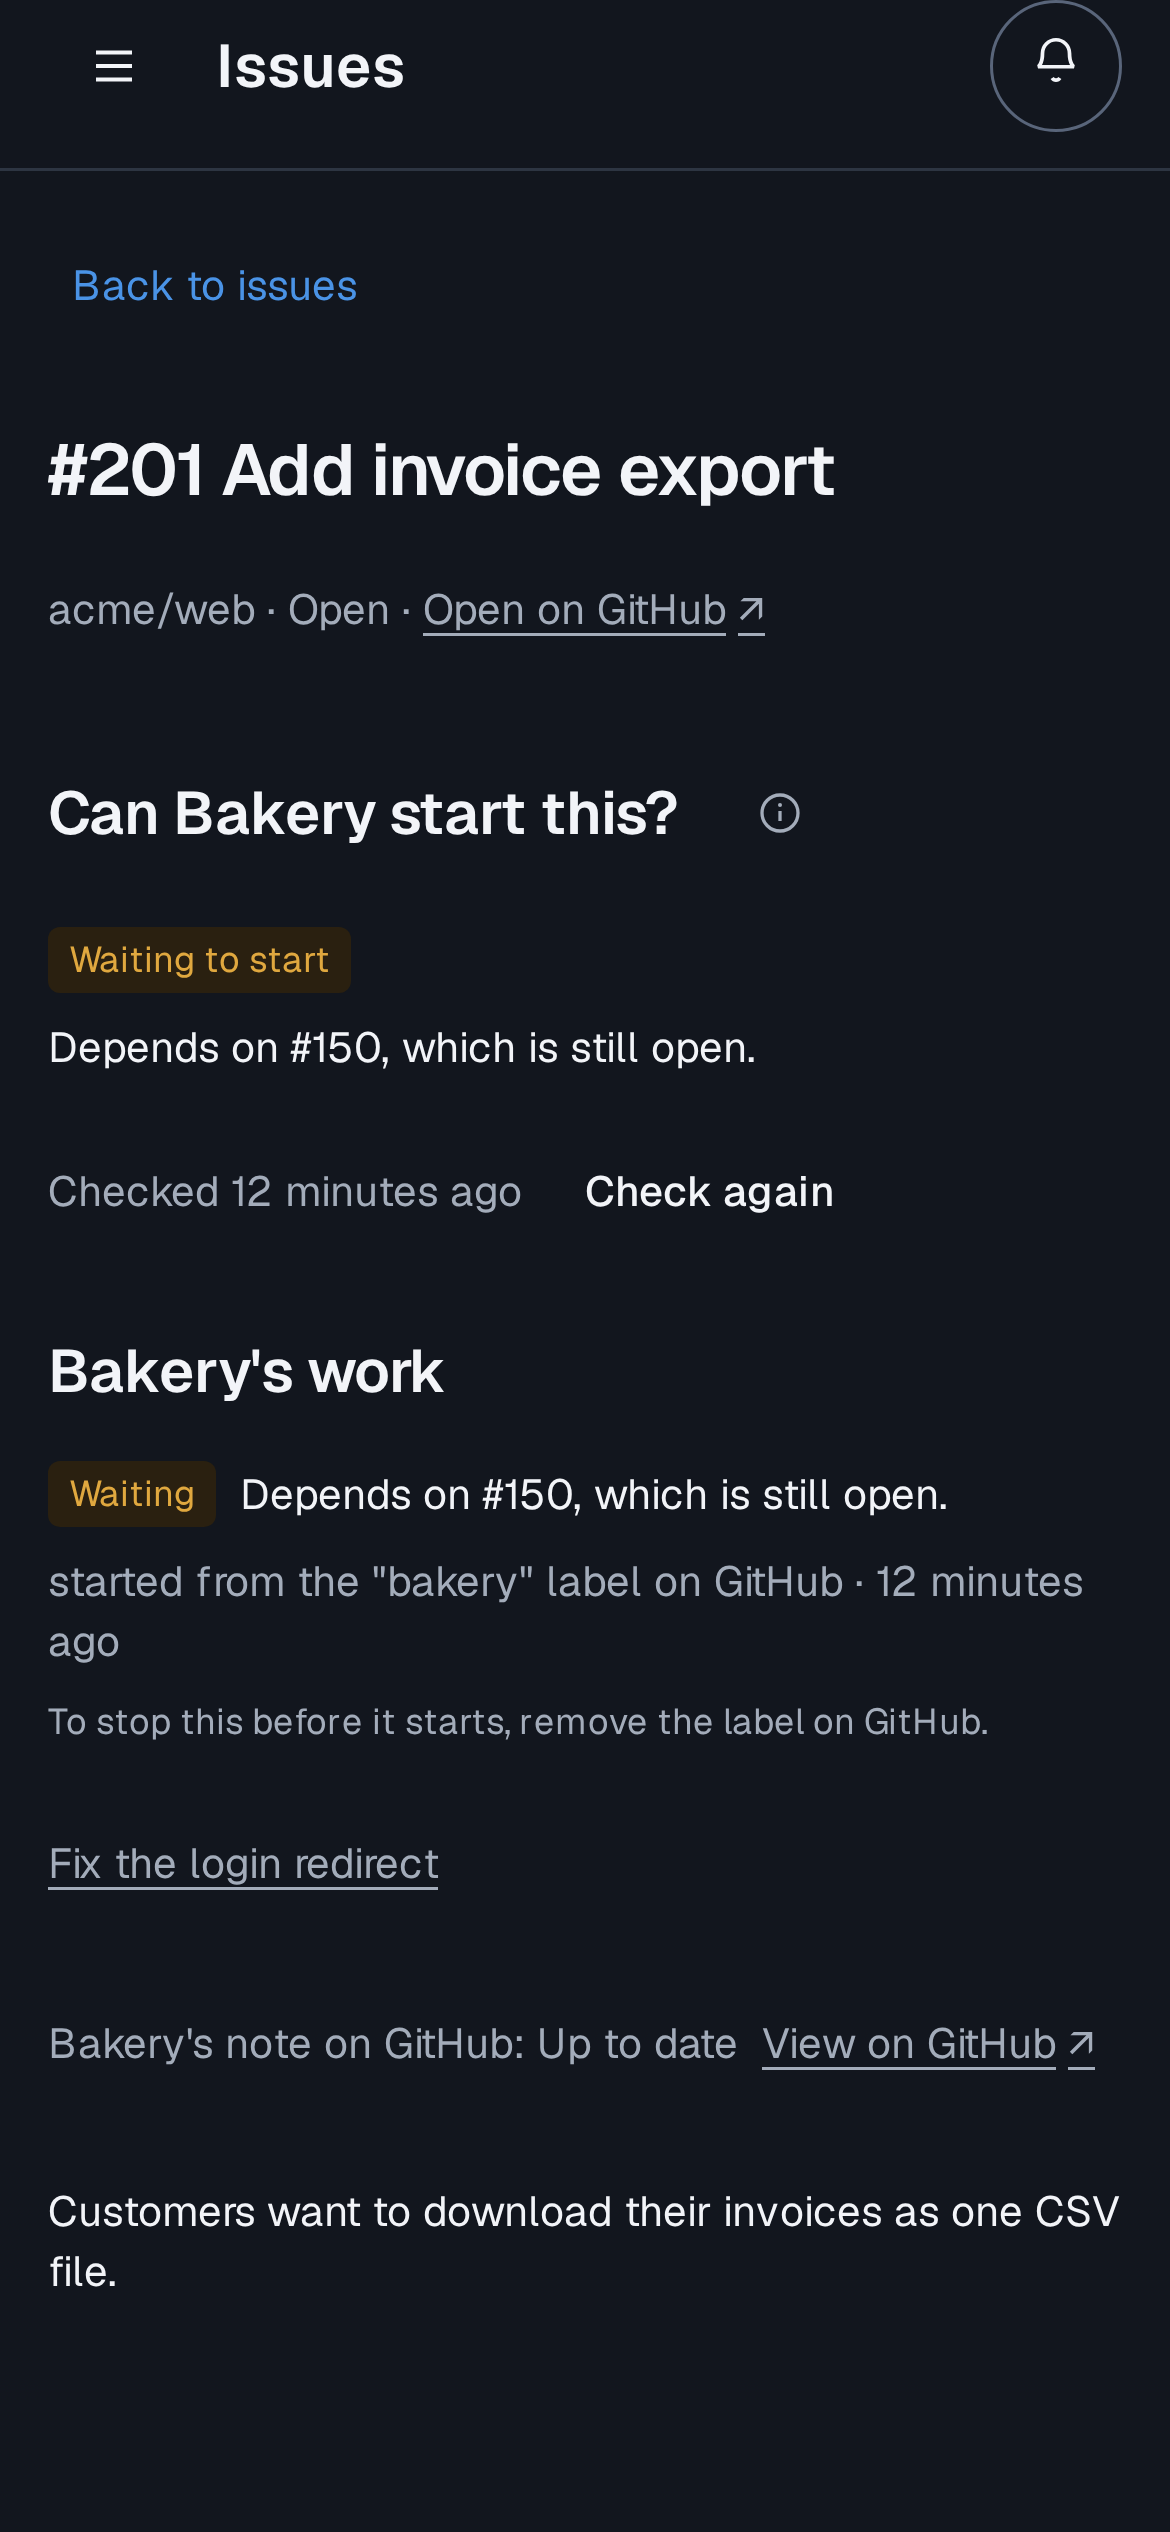 Issues
Back to issues
#201 Add invoice export
acme/web · Open · Open on GitHub ↗
Can Bakery start this?
Waiting to start
Depends on #150, which is still open.
Checked 12 minutes ago Check again
Bakery's work
Waiting Depends on #150, which is still open.
started from the "bakery" label on GitHub · 12 minutes
ago
To stop this before it starts, remove the label on GitHub.
Fix the login redirect
Bakery's note on GitHub: Up to date View on GitHub ↗
Customers want to download their invoices as one CSV
file.